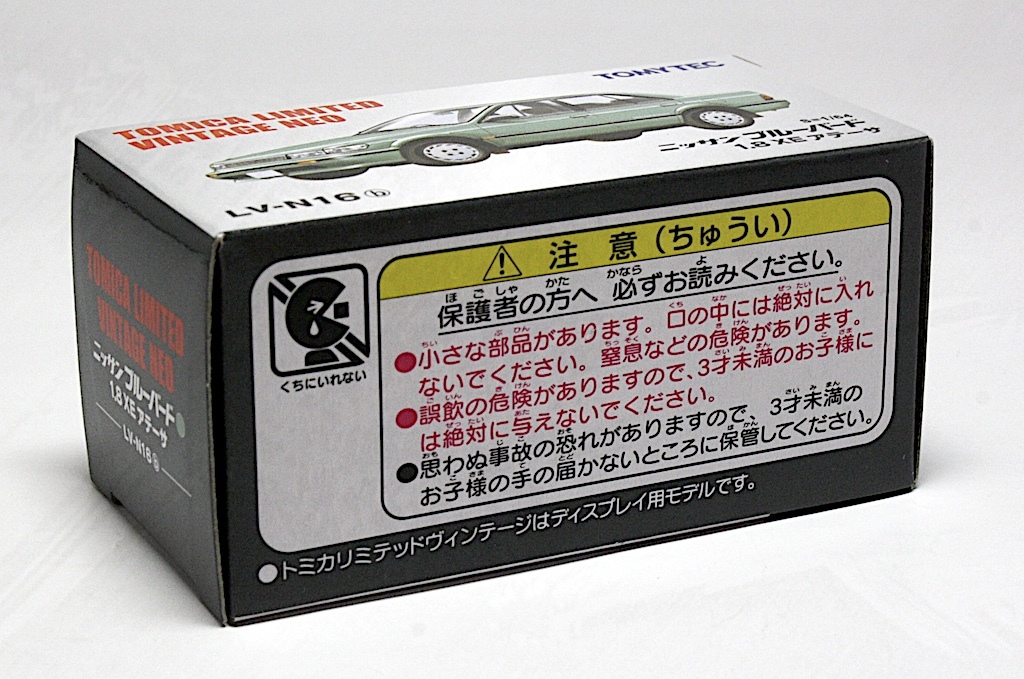 TOMICA LIMITED
VINTAGE NEO
TOMYTEC
S=1/64
ニッサン ブルーバード
1.8 XE アテーサ
LV-N16 ⓑ
TOMICA LIMITED
VINTAGE NEO
ニッサン ブルーバード
1.8 XE アテーサ
LV-N16 ⓑ
くちにいれない
⚠ 注意(ちゅうい)
保護者の方へ 必ずお読みください。
●小さな部品があります。口の中には絶対に入れ
ないでください。窒息などの危険があります。
●誤飲の危険がありますので、3才未満のお子様に
は絶対に与えないでください。
●思わぬ事故の恐れがありますので、3才未満の
お子様の手の届かないところに保管してください。
●トミカリミテッドヴィンテージはディスプレイ用モデルです。